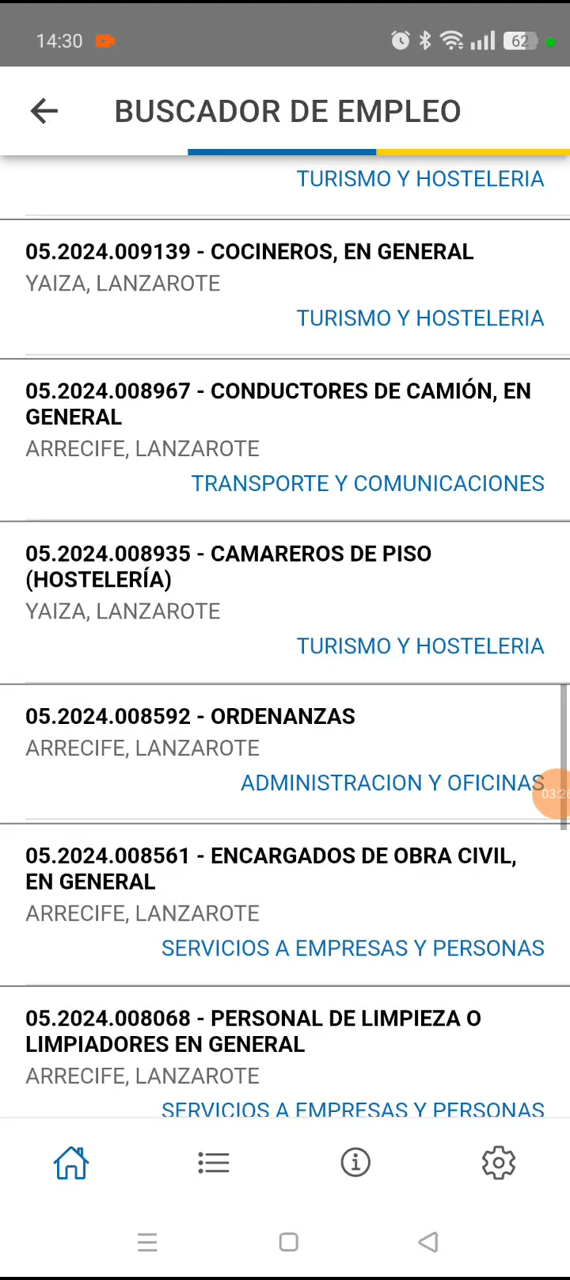 14:30
62
BUSCADOR DE EMPLEO
TURISMO Y HOSTELERIA
05.2024.009139 - COCINEROS, EN GENERAL
YAIZA, LANZAROTE
TURISMO Y HOSTELERIA
05.2024.008967 - CONDUCTORES DE CAMIÓN, EN
GENERAL
ARRECIFE, LANZAROTE
TRANSPORTE Y COMUNICACIONES
05.2024.008935 - CAMAREROS DE PISO
(HOSTELERÍA)
YAIZA, LANZAROTE
TURISMO Y HOSTELERIA
05.2024.008592 - ORDENANZAS
ARRECIFE, LANZAROTE
ADMINISTRACION Y OFICINAS
05.2024.008561 - ENCARGADOS DE OBRA CIVIL,
EN GENERAL
ARRECIFE, LANZAROTE
SERVICIOS A EMPRESAS Y PERSONAS
05.2024.008068 - PERSONAL DE LIMPIEZA O
LIMPIADORES EN GENERAL
ARRECIFE, LANZAROTE
SERVICIOS A EMPRESAS Y PERSONAS